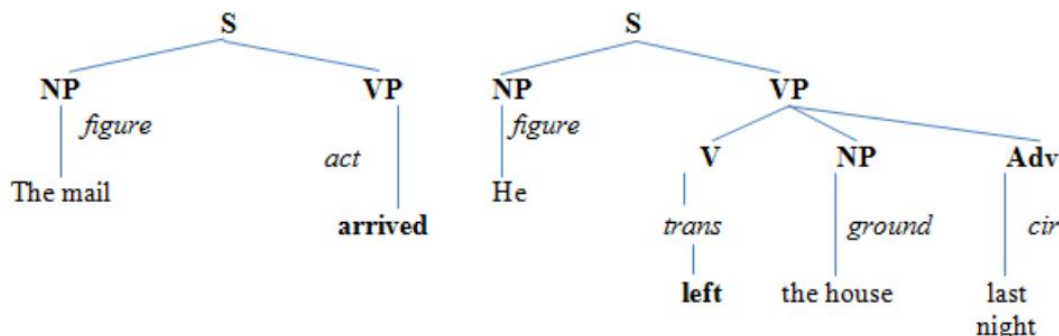 S S
NP VP NP VP
figure figure
act V NP Adv
The mail He
arrived trans ground cir
left the house last
night